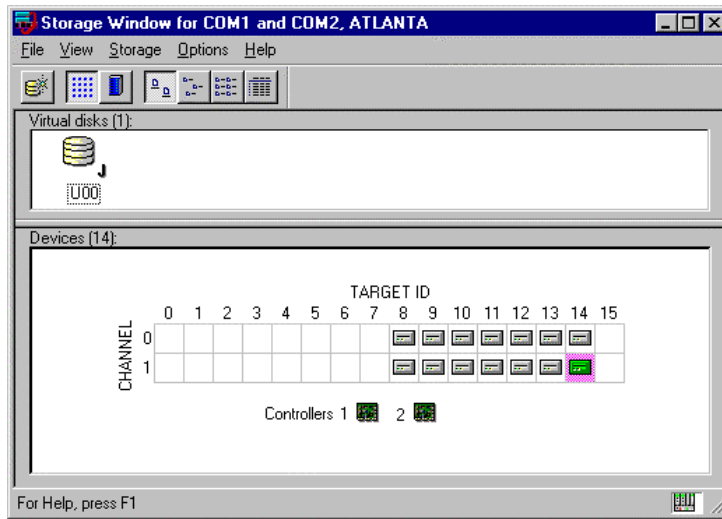 Storage Window for COM1 and COM2, ATLANTA
File View Storage Options Help
Virtual disks (1):
J
U00
Devices (14):
TARGET ID
0 1 2 3 4 5 6 7 8 9 10 11 12 13 14 15
CHANNEL
0
1
Controllers 1 2
For Help, press F1